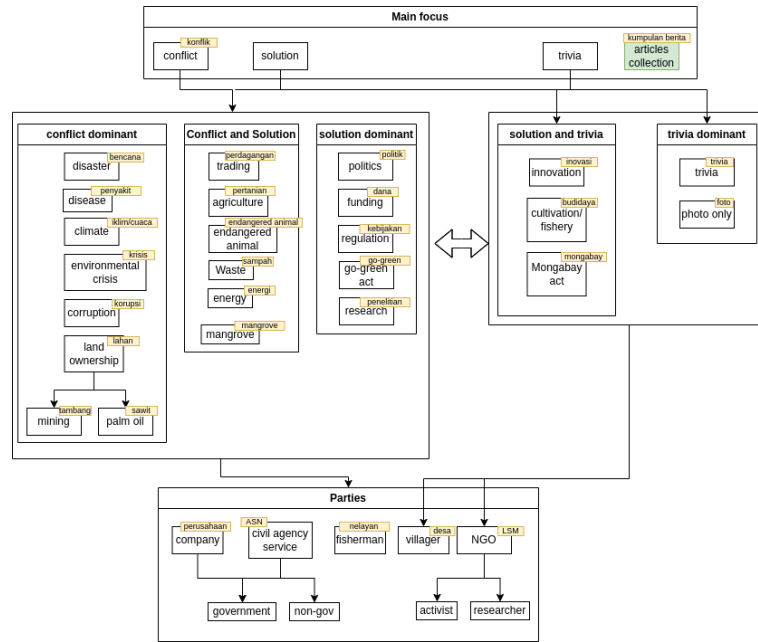 Main focus
konflik
conflict
solution
trivia
kumpulan berita
articles
collection
conflict dominant
bencana
disaster
penyakit
disease
iklim/cuaca
climate
krisis
environmental
crisis
korupsi
corruption
lahan
land
ownership
tambang
mining
sawit
palm oil
Conflict and Solution
perdagangan
trading
pertanian
agriculture
endangered animal
endangered
animal
sampah
Waste
energi
energy
mangrove
mangrove
solution dominant
politik
politics
dana
funding
kebijakan
regulation
go-green
go-green
act
penelitian
research
solution and trivia
inovasi
innovation
budidaya
cultivation/
fishery
mongabay
Mongabay
act
trivia dominant
trivia
trivia
foto
photo only
Parties
perusahaan
company
ASN
civil agency
service
nelayan
fisherman
desa
villager
LSM
NGO
government
non-gov
activist
researcher